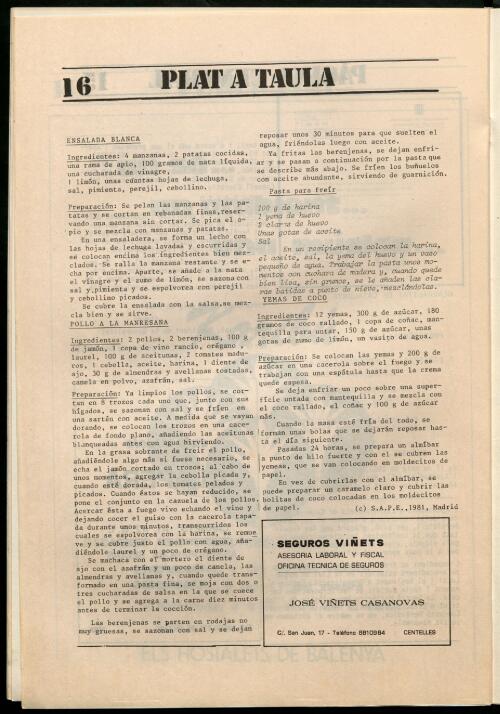 16 PLAT A TAULA
ENSALADA BLANCA
Ingredientes: 4 manzanas, 2 patatas cocidas,
una rama de apio, 100 gramos de nata líquida,
una cucharada de vinagre,
1 limón, unas cuantas hojas de lechuga,
sal, pimienta, perejil, cebollino.
Preparación: Se pelan las manzanas y las pa-
tatas y se cortan en rebanadas finas, reser-
vando una manzana sin cortar. Se pica el a-
pio y se mezcla con manzanas y patatas.
En una ensaladera, se forma un lecho con
las hojas de lechuga lavadas y escurridas y
se colocan encima los ingredientes bien mez-
clados. Se ralla la manzana restante y se e-
cha por encima. Aparte, se añade a la nata
el vinagre y el zumo de limón, se sazona con
sal y pimienta y se espolvorea con perejil
y cebollino picados.
Se cubre la ensalada con la salsa, se mez-
cla bien y se sirve.
POLLO A LA MANRESANA
Ingredientes: 2 pollos, 2 berenjenas, 100 g
de jamón, 1 copa de vino rancio, orégano,
laurel, 100 g de aceitunas, 2 tomates madu-
ros, 1 cebolla, aceite, harina, 1 diente de
ajo, 30 g de almendras y avellanas tostadas,
canela en polvo, azafrán, sal.
Preparación: Ya limpios los pollos, se cor-
tan en 8 trozos cada uno que, junto con sus
hígados, se sazonan con sal y se fríen en
una sartén con aceite. A medida que se vayan
dorando, se colocan los trozos en una cace-
rola de fondo plano, añadiendo las aceitunas
blanqueadas antes con agua hirviendo.
En la grasa sobrante de freir el pollo,
añadiéndole algo más si fuese necesario, se
echa el jamón cortado en trozos; al cabo de
unos momentos, agregar la cebolla picada y,
cuando esté dorada, los tomates pelados y
picados. Cuando éstos se hayan reducido, se
pone el conjunto en la cazuela de los pollos.
Acercar ésta a fuego vivo echando el vino y
dejando cocer el guiso con la cacerola tapa-
da durante unos minutos, transcurridos los
cuales se espolvorea con la harina, se remue
ve y se cubre justo el pollo con agua, aña-
diéndole laurel y un poco de orégano.
Se machaca con el mortero el diente de
ajo con el azafrán y un poco de canela, las
almendras y avellanas y, cuando quede trans-
formado en una pasta fina, se moja con dos o
tres cucharadas de salsa en la que se cuece
el pollo y se agrega a la carne diez minutos
antes de terminar la cocción.
Las berenjenas se parten en rodajas no
muy gruesas, se sazonan con sal y se dejan
reposar unos 30 minutos para que suelten el
agua, friéndolas luego con aceite.
Ya fritas las berenjenas, se dejan enfri-
ar y se pasan a continuación por la pasta que
se describe más abajo. Se fríen los buñuelos
con aceite abundante, sirviendo de guarnición.
Pasta para freír
100 g de harina
1 yema de huevo
2 claras de huevo
Unas gotas de aceite
Sal
En un recipiente se colocan la harina,
el aceite, sal, la yema del huevo y un vaso
pequeño de agua. Trabajar la pasta unos mo-
mentos con cuchara de madera y, cuando quede
bien lisa, sin grumos, se le añaden las cla-
ras batidas a punto de nieve, mezclándolas.
YEMAS DE COCO
Ingredientes: 12 yemas, 300 g de azúcar, 180
gramos de coco rallado, 1 copa de coñac, man-
tequilla para untar, 150 g de azúcar, unas
gotas de zumo de limón, un vasito de agua.
Preparación: Se colocan las yemas y 200 g de
azúcar en una cacerola sobre el fuego y se
trabajan con una espátula hasta que la crema
quede espesa.
Se deja enfriar un poco sobre una super-
fície untada con mantequilla y se mezcla con
el coco rallado, el coñac y 100 g de azúcar
más.
Cuando la masa esté fría del todo, se
forman unas bolas que se dejarán reposar has-
ta el día siguiente.
Pasadas 24 horas, se prepara un almíbar
a punto de hilo fuerte y con él se cubren las
yemeas, que se van colocando en moldecitos de
papel.
En vez de cubrirlas con el almíbar, se
puede preparar un caramelo claro y cubrir las
bolitas de coco colocadas en los moldecitos
de papel.
(c) S.A.P.E., 1981, Madrid
SEGUROS VIÑETS
ASESORIA LABORAL Y FISCAL
OFICINA TECNICA DE SEGUROS
JOSÉ VIÑETS CASANOVAS
C/. San Juan, 17 - Teléfono 8810984 CENTELLES